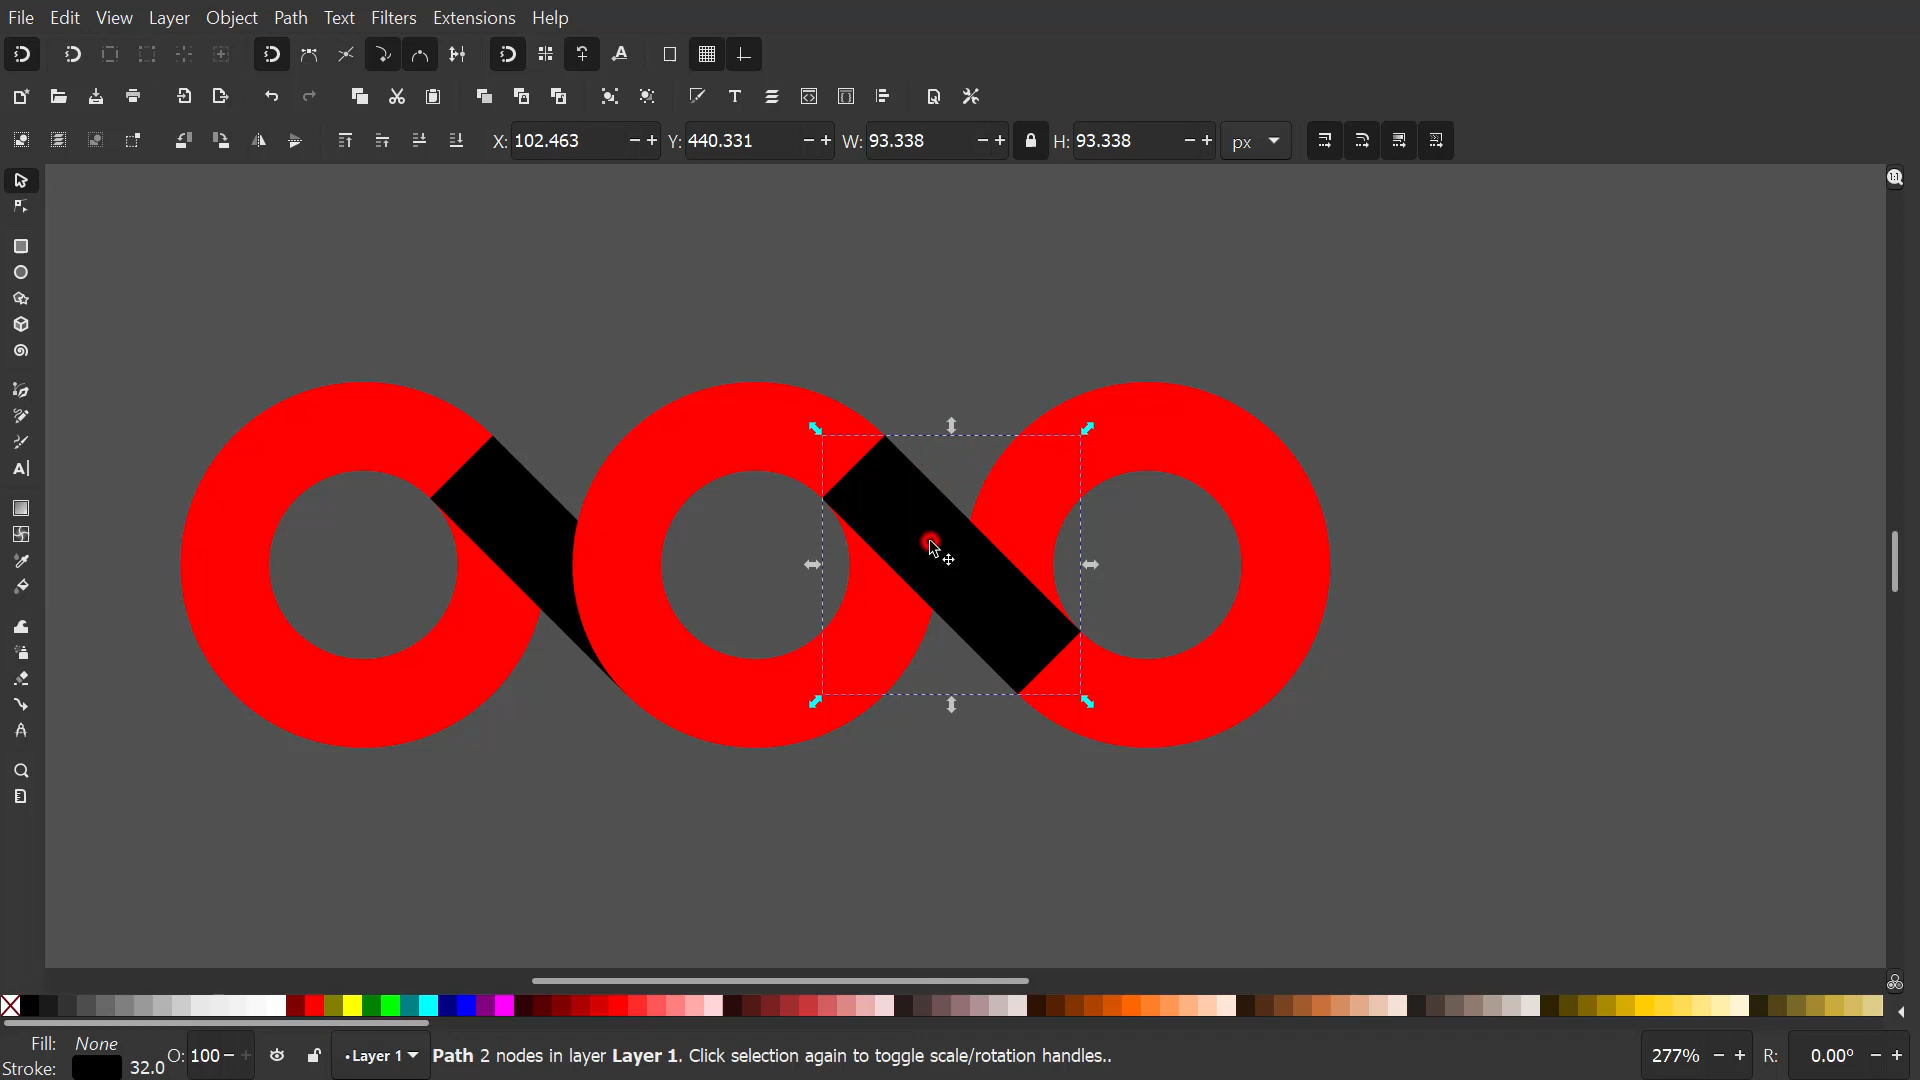 File Edit View Layer Object Path Text Filters Extensions Help
X: 102.463 Y: 440.331 W: 93.338 H: 93.338 px
Fill: None
Stroke: 32.0 O: 100 •Layer 1 Path 2 nodes in layer Layer 1. Click selection again to toggle scale/rotation handles.. 277% R: 0.00°